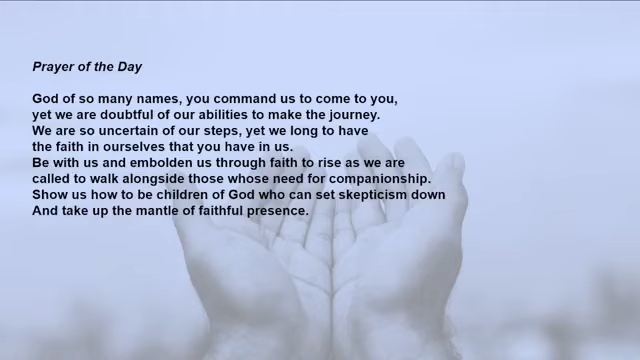 Prayer of the Day
God of so many names, you command us to come to you,
yet we are doubtful of our abilities to make the journey.
We are so uncertain of our steps, yet we long to have
the faith in ourselves that you have in us.
Be with us and embolden us through faith to rise as we are
called to walk alongside those whose need for companionship.
Show us how to be children of God who can set skepticism down
And take up the mantle of faithful presence.